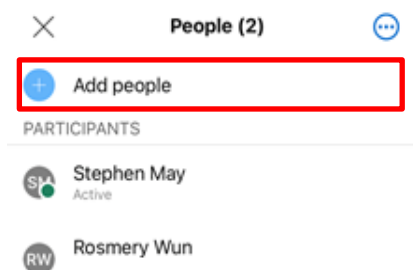 People (2)
Add people
PARTICIPANTS
SM
Stephen May
Active
RW
Rosmery Wun